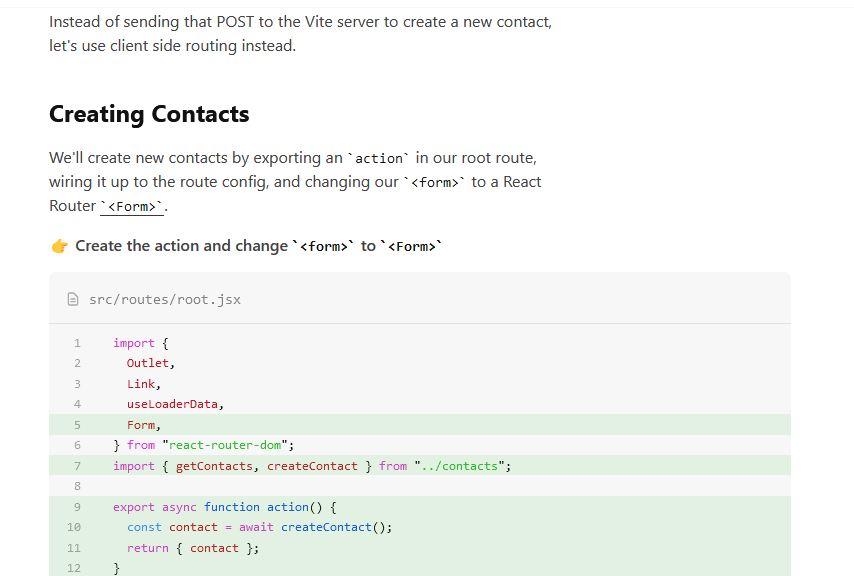 Instead of sending that POST to the Vite server to create a new contact,
let's use client side routing instead.
Creating Contacts
We'll create new contacts by exporting an `action` in our root route,
wiring it up to the route config, and changing our `<form>` to a React
Router `<Form>`.
👉 Create the action and change `<form>` to `<Form>`
src/routes/root.jsx
1 import {
2   Outlet,
3   Link,
4   useLoaderData,
5   Form,
6 } from "react-router-dom";
7 import { getContacts, createContact } from "../contacts";
8
9 export async function action() {
10   const contact = await createContact();
11   return { contact };
12 }